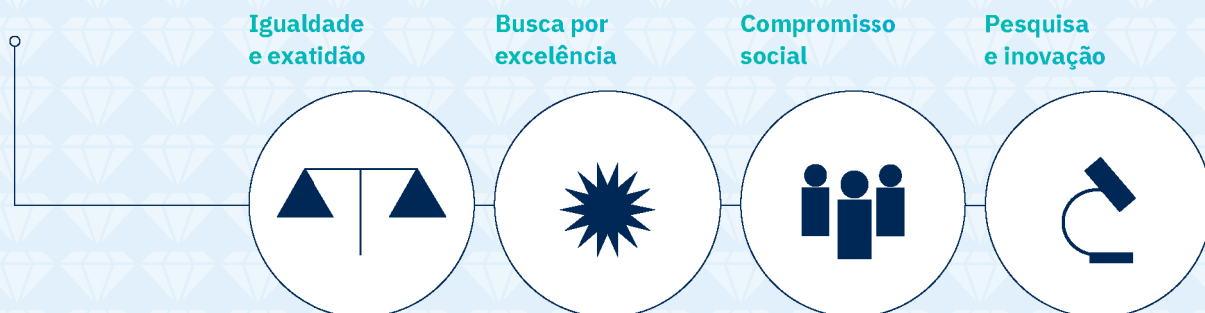 Igualdade
e exatidão
Busca por
excelência
Compromisso
social
Pesquisa
e inovação